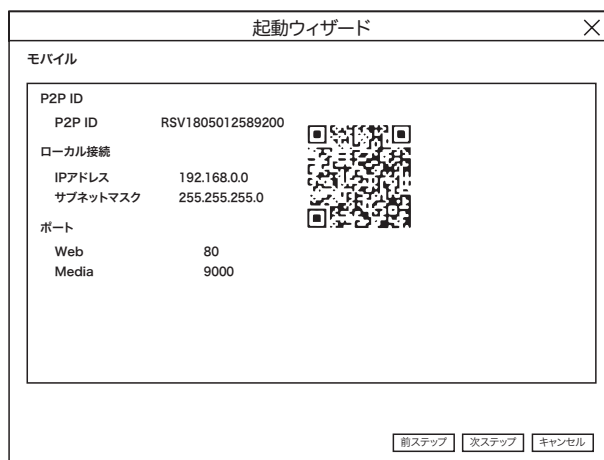 起動ウィザード
モバイル
P2P ID
P2P ID RSV1805012589200
ローカル接続
IPアドレス 192.168.0.0
サブネットマスク 255.255.255.0
ポート
Web 80
Media 9000
前ステップ 次ステップ キャンセル